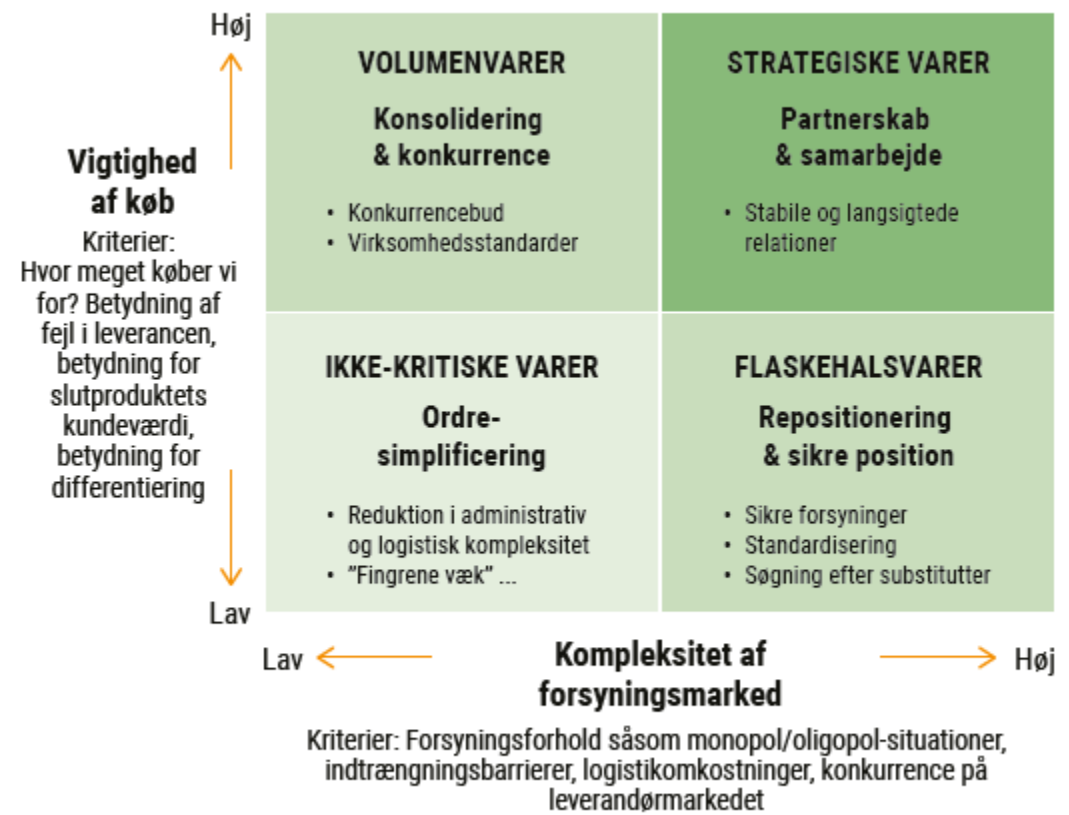 Høj
Vigtighed
af køb
Kriterier:
Hvor meget køber vi
for? Betydning af
fejl i leverancen,
betydning for
slutproduktets
kundeværdi,
betydning for
differentiering
Lav
VOLUMENVARER
Konsolidering
& konkurrence
• Konkurrencebud
• Virksomhedsstandarder
STRATEGISKE VARER
Partnerskab
& samarbejde
• Stabile og langsigtede
relationer
IKKE-KRITISKE VARER
Ordre-
simplificering
• Reduktion i administrativ
og logistisk kompleksitet
• ”Fingrene væk” ...
FLASKEHALSVARER
Repositionering
& sikre position
• Sikre forsyninger
• Standardisering
• Søgning efter substitutter
Lav
Kompleksitet af
forsyningsmarked
Høj
Kriterier: Forsyningsforhold såsom monopol/oligopol-situationer,
indtrængningsbarrierer, logistikomkostninger, konkurrence på
leverandørmarkedet